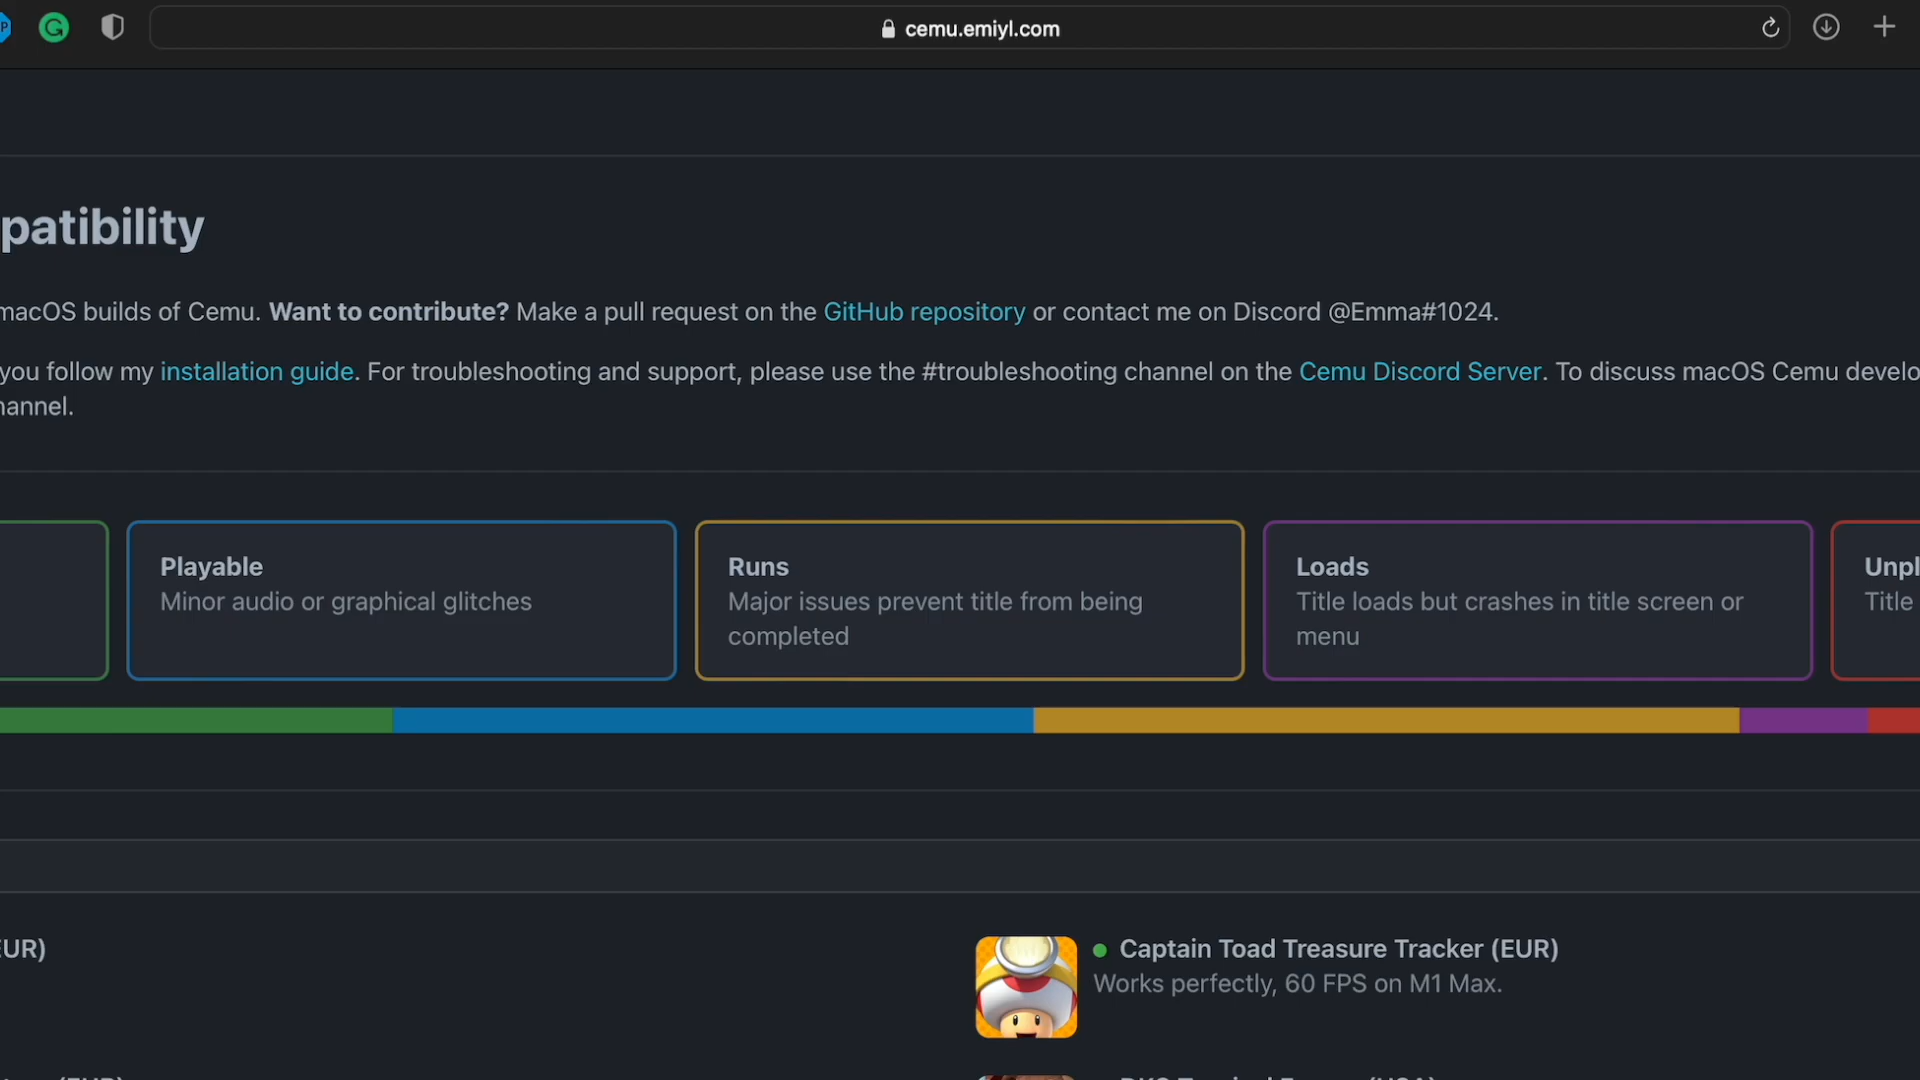 cemu.emiyl.com
patibility
macOS builds of Cemu. Want to contribute? Make a pull request on the GitHub repository or contact me on Discord @Emma#1024.
you follow my installation guide. For troubleshooting and support, please use the #troubleshooting channel on the Cemu Discord Server. To discuss macOS Cemu develo
hannel.
Playable
Minor audio or graphical glitches
Runs
Major issues prevent title from being
completed
Loads
Title loads but crashes in title screen or
menu
Unpl
Title
EUR)
Captain Toad Treasure Tracker (EUR)
Works perfectly, 60 FPS on M1 Max.